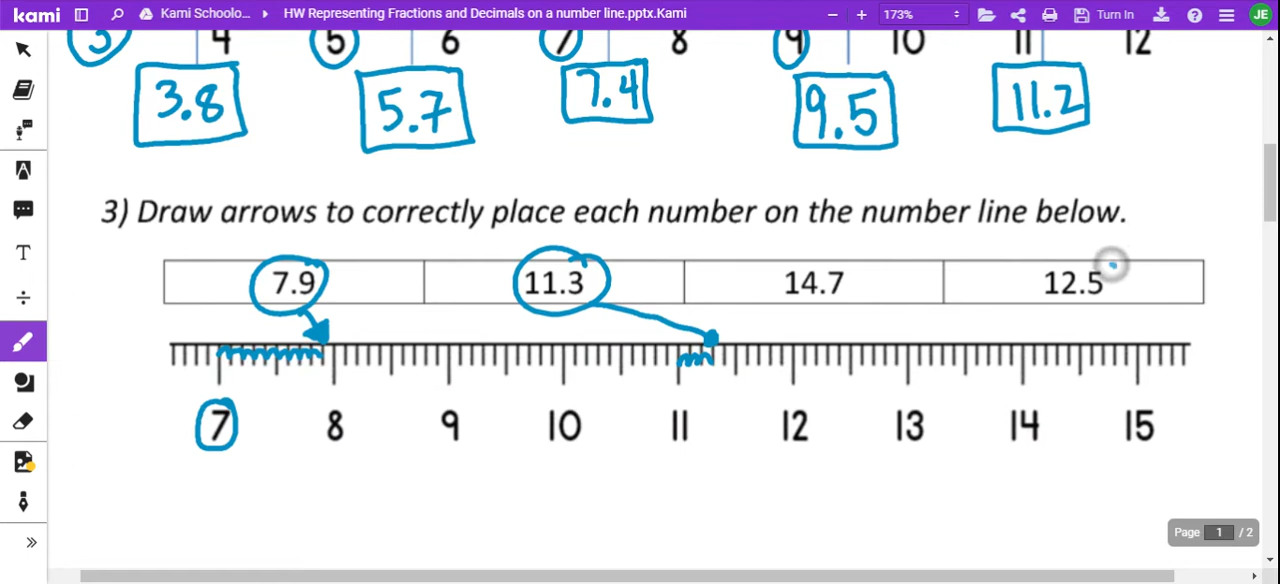 kami Kami Schoolo... HW Representing Fractions and Decimals on a number line.pptx.Kami 173% Turn In JE
3 4 5 6 7 8 9 10 11 12
3.8 5.7 7.4 9.5 11.2
3) Draw arrows to correctly place each number on the number line below.
7.9 11.3 14.7 12.5
7 8 9 10 11 12 13 14 15
Page 1 / 2